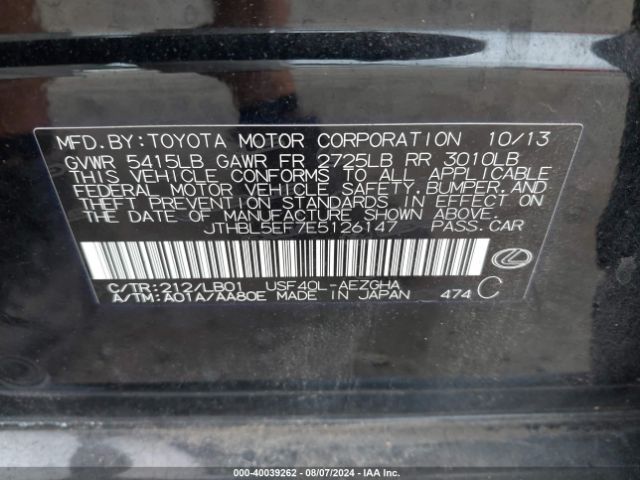 MFD.BY:TOYOTA MOTOR CORPORATION 10/13
GVWR 5415LB GAWR FR 2725LB RR 3010LB
THIS VEHICLE CONFORMS TO ALL APPLICABLE
FEDERAL MOTOR VEHICLE SAFETY,BUMPER,AND
THEFT PREVENTION STANDARDS IN EFFECT ON
THE DATE OF MANUFACTURE SHOWN ABOVE.
JTHBL5EF7E5126147 PASS.CAR
C/TR:212/LB01 USF40L-AEZGHA
A/TM:A01A/AA80E MADE IN JAPAN 474 C
000-40039262 - 08/07/2024 - IAA Inc.